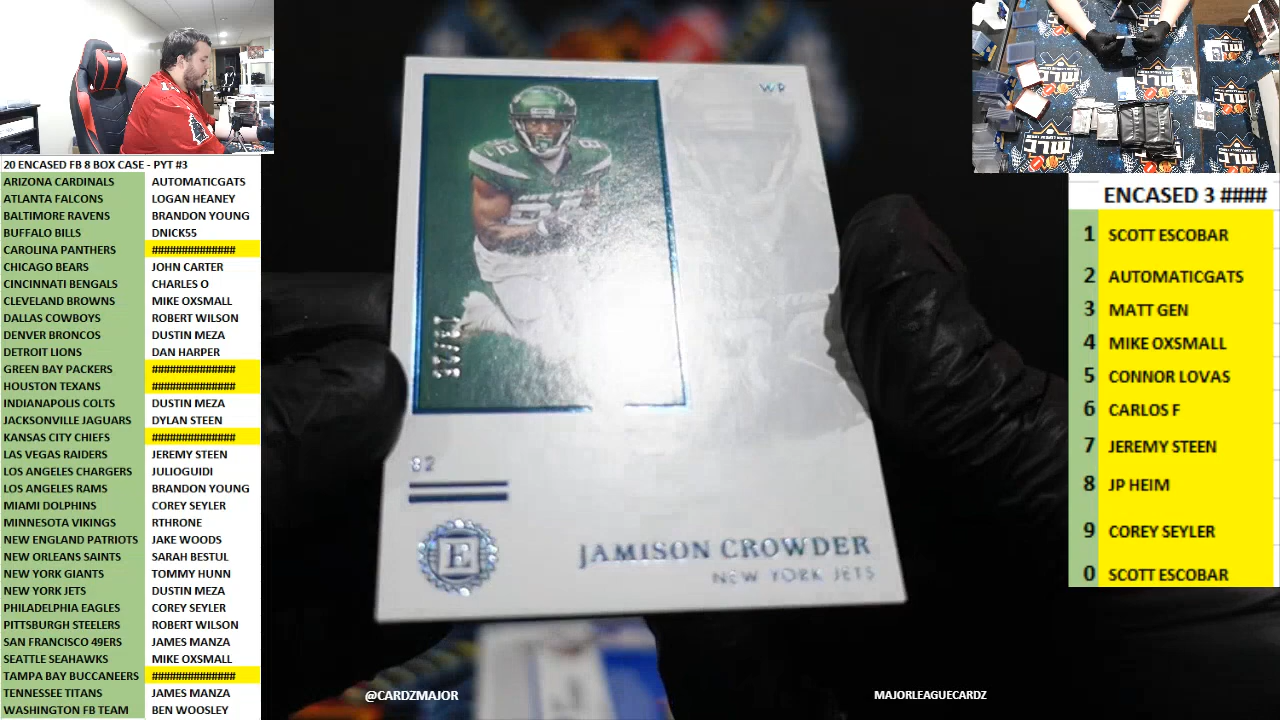 20 ENCASED FB 8 BOX CASE - PYT #3
ARIZONA CARDINALS AUTOMATICGATS
ATLANTA FALCONS LOGAN HEANEY
BALTIMORE RAVENS BRANDON YOUNG
BUFFALO BILLS DNICK55
CAROLINA PANTHERS ##############
CHICAGO BEARS JOHN CARTER
CINCINNATI BENGALS CHARLES O
CLEVELAND BROWNS MIKE OXSMALL
DALLAS COWBOYS ROBERT WILSON
DENVER BRONCOS DUSTIN MEZA
DETROIT LIONS DAN HARPER
GREEN BAY PACKERS ##############
HOUSTON TEXANS ##############
INDIANAPOLIS COLTS DUSTIN MEZA
JACKSONVILLE JAGUARS DYLAN STEEN
KANSAS CITY CHIEFS ##############
LAS VEGAS RAIDERS JEREMY STEEN
LOS ANGELES CHARGERS JULIOGUIDI
LOS ANGELES RAMS BRANDON YOUNG
MIAMI DOLPHINS COREY SEYLER
MINNESOTA VIKINGS RTHRONE
NEW ENGLAND PATRIOTS JAKE WOODS
NEW ORLEANS SAINTS SARAH BESTUL
NEW YORK GIANTS TOMMY HUNN
NEW YORK JETS DUSTIN MEZA
PHILADELPHIA EAGLES COREY SEYLER
PITTSBURGH STEELERS ROBERT WILSON
SAN FRANCISCO 49ERS JAMES MANZA
SEATTLE SEAHAWKS MIKE OXSMALL
TAMPA BAY BUCCANEERS ##############
TENNESSEE TITANS JAMES MANZA
WASHINGTON FB TEAM BEN WOOSLEY
WR
82
82
E
JAMISON CROWDER
NEW YORK JETS
@CARDZMAJOR
MAJORLEAGUECARDZ
ENCASED 3 ####
1 SCOTT ESCOBAR
2 AUTOMATICGATS
3 MATT GEN
4 MIKE OXSMALL
5 CONNOR LOVAS
6 CARLOS F
7 JEREMY STEEN
8 JP HEIM
9 COREY SEYLER
0 SCOTT ESCOBAR